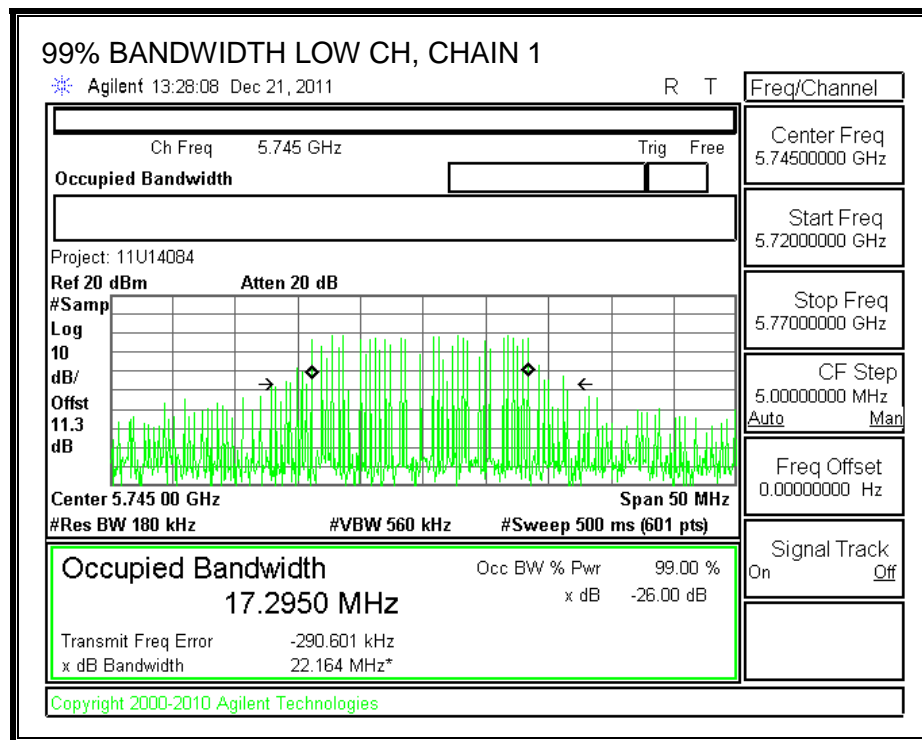 99% BANDWIDTH LOW CH, CHAIN 1
Agilent 13:28:08 Dec 21, 2011 R T
Freq/Channel
Ch Freq 5.745 GHz Trig Free
Occupied Bandwidth
Center Freq
5.74500000 GHz
Start Freq
5.72000000 GHz
Project: 11U14084
Ref 20 dBm Atten 20 dB
#Samp
Log
10
dB/
Offst
11.3
dB
Stop Freq
5.77000000 GHz
CF Step
5.00000000 MHz
Auto Man
Center 5.745 00 GHz Span 50 MHz
#Res BW 180 kHz #VBW 560 kHz #Sweep 500 ms (601 pts)
Freq Offset
0.00000000 Hz
Signal Track
On Off
Occupied Bandwidth
17.2950 MHz
Occ BW % Pwr 99.00 %
x dB -26.00 dB
Transmit Freq Error -290.601 kHz
x dB Bandwidth 22.164 MHz*
Copyright 2000-2010 Agilent Technologies